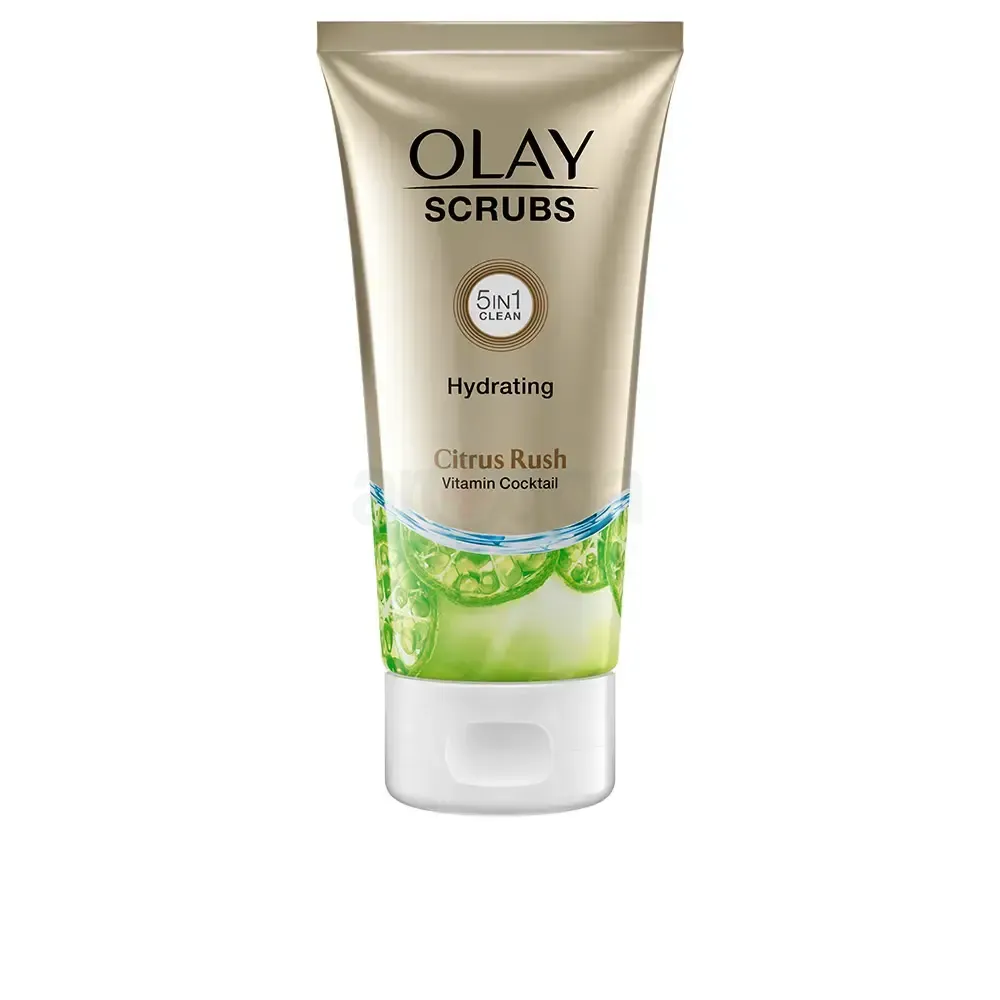 OLAY
SCRUBS
5IN1
CLEAN
Hydrating
Citrus Rush
Vitamin Cocktail